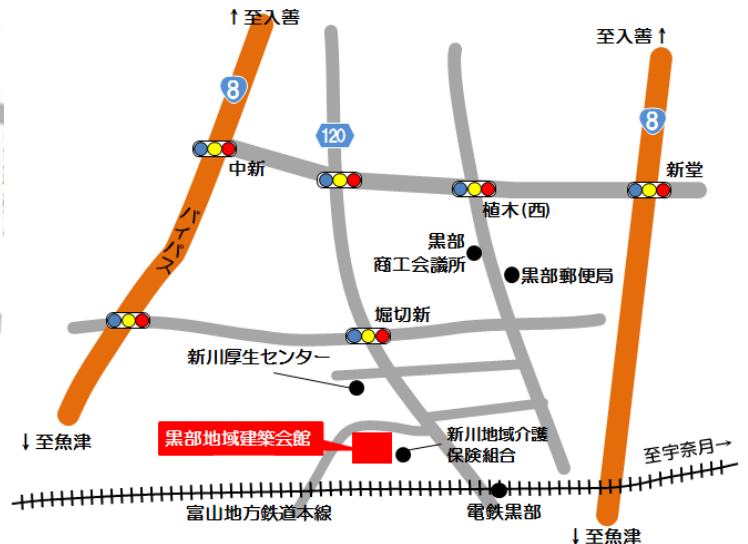 ↑至入善
至入善↑
8
8
120
中新
新堂
植木(西)
バイパス
黒部
商工会議所
黒部郵便局
堀切新
新川厚生センター
↓至魚津
黒部地域建築会館
新川地域介護
保険組合
至宇奈月→
富山地方鉄道本線
電鉄黒部
↓至魚津